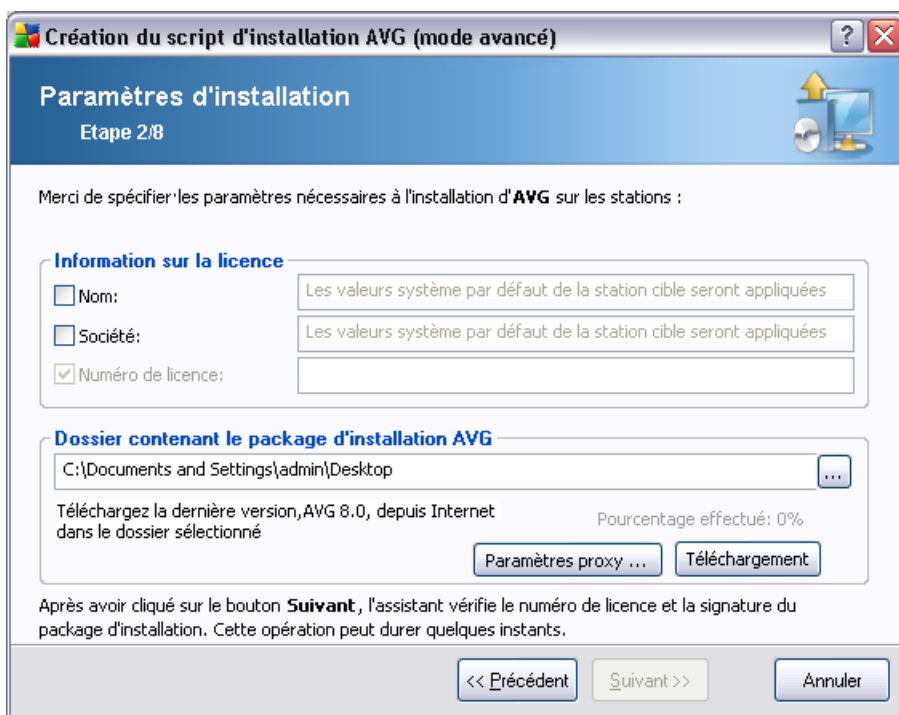 Création du script d'installation AVG (mode avancé)
Paramètres d'installation
Etape 2/8
Merci de spécifier·les paramètres nécessaires à l'installation d'AVG sur les stations :
Information sur la licence
Nom:
Les valeurs système par défaut de la station cible seront appliquées
Société:
Les valeurs système par défaut de la station cible seront appliquées
Numéro de licence:
Dossier contenant le package d'installation AVG
C:\Documents and Settings\admin\Desktop
...
Téléchargez la dernière version,AVG 8.0, depuis Internet
dans le dossier sélectionné
Pourcentage effectué: 0%
Paramètres proxy ...
Téléchargement
Après avoir cliqué sur le bouton Suivant, l'assistant vérifie le numéro de licence et la signature du
package d'installation. Cette opération peut durer quelques instants.
<< Précédent
Suivant >>
Annuler